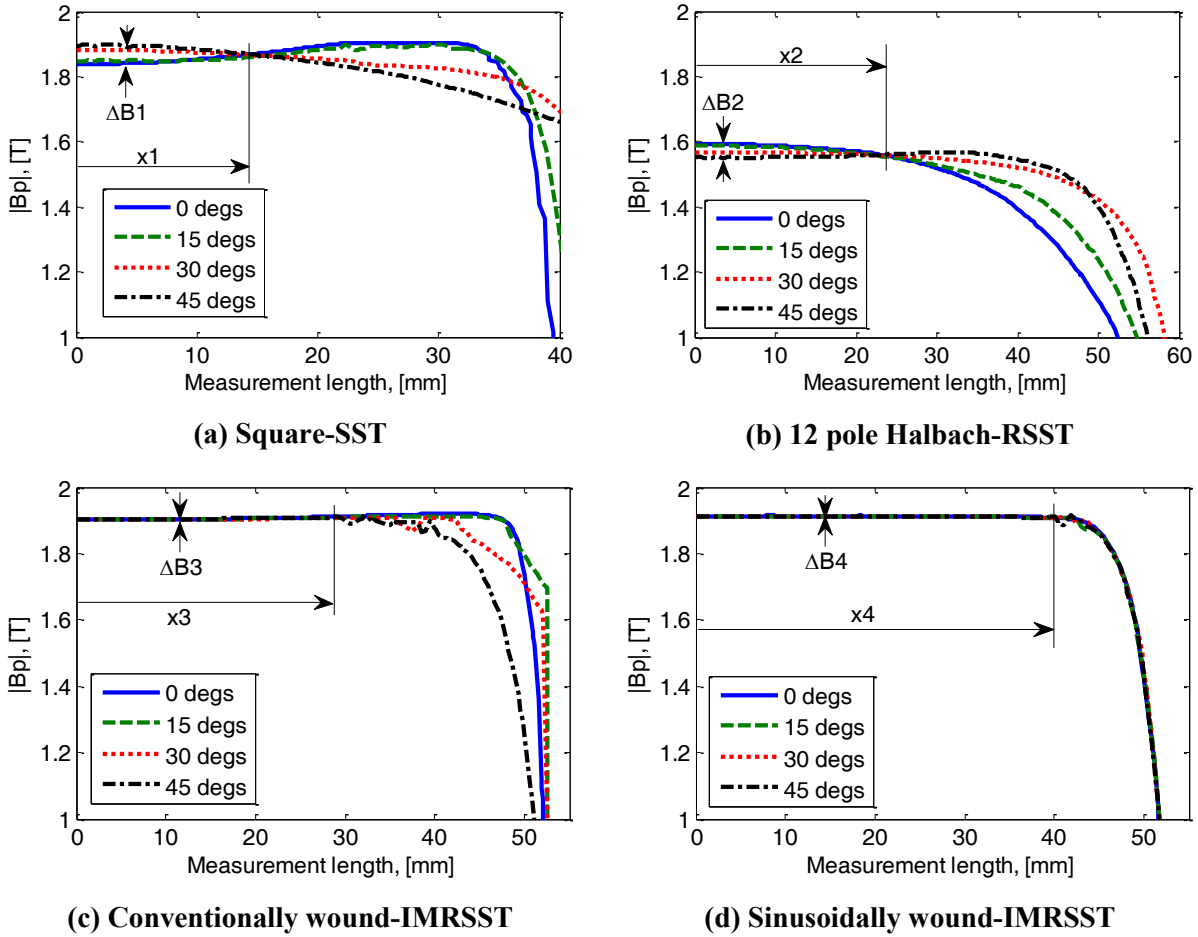 2
1.8
1.6
1.4
1.2
1
0 10 20 30 40
|Bp|, [T]
Measurement length, [mm]
ΔB1
x1
0 degs
15 degs
30 degs
45 degs
(a) Square-SST
2
1.8
1.6
1.4
1.2
1
0 10 20 30 40 50 60
|Bp|, [T]
Measurement length, [mm]
x2
ΔB2
0 degs
15 degs
30 degs
45 degs
(b) 12 pole Halbach-RSST
2
1.8
1.6
1.4
1.2
1
0 10 20 30 40 50
|Bp|, [T]
Measurement length, [mm]
ΔB3
x3
0 degs
15 degs
30 degs
45 degs
(c) Conventionally wound-IMRSST
2
1.8
1.6
1.4
1.2
1
0 10 20 30 40 50
|Bp|, [T]
Measurement length, [mm]
ΔB4
x4
0 degs
15 degs
30 degs
45 degs
(d) Sinusoidally wound-IMRSST